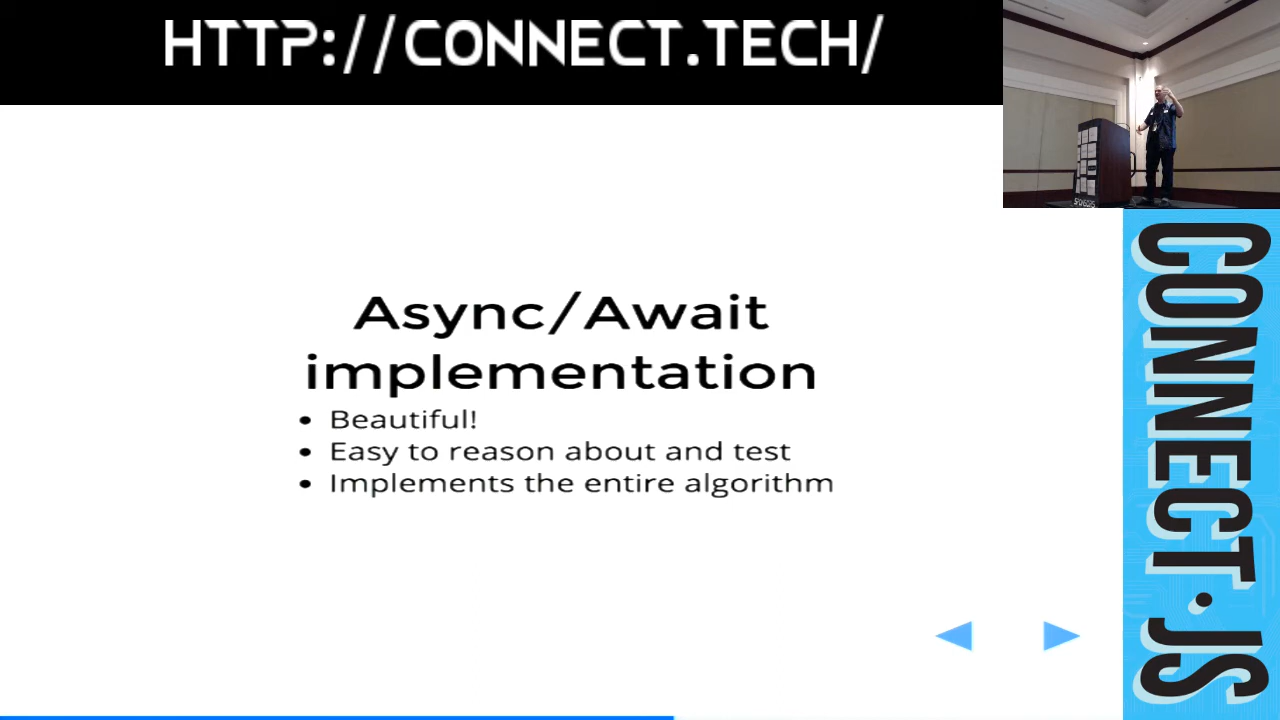 HTTP://CONNECT.TECH/
Async/Await
implementation
• Beautiful!
• Easy to reason about and test
• Implements the entire algorithm
CONNECT.JS
SPONSORS